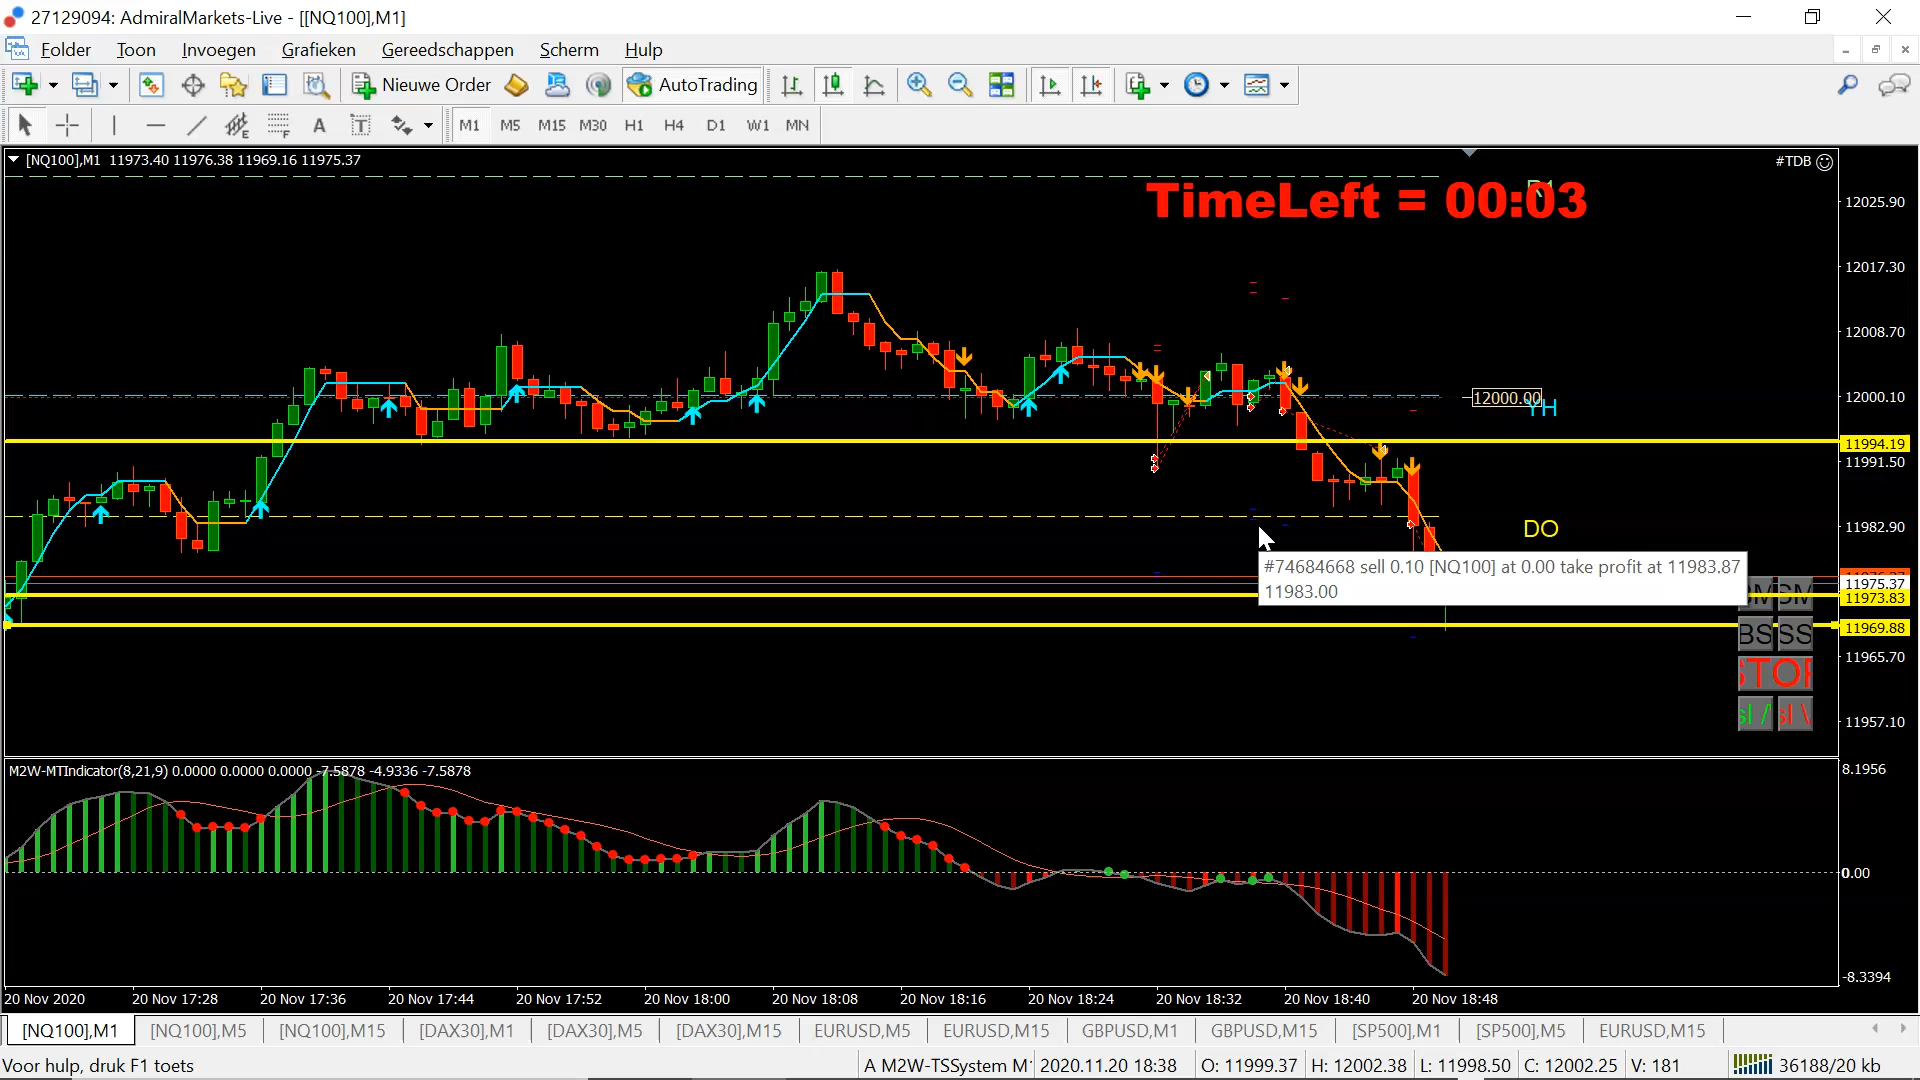 27129094: AdmiralMarkets-Live - [[NQ100],M1]
Folder Toon Invoegen Grafieken Gereedschappen Scherm Hulp
Nieuwe Order AutoTrading
A T M1 M5 M15 M30 H1 H4 D1 W1 MN
[NQ100],M1 11973.40 11976.38 11969.16 11975.37
#TDB
R1
TimeLeft = 00:03
12025.90
12017.30
12008.70
12000.10
12000.00
YH
11994.19
11991.50
11982.90
DO
#74684668 sell 0.10 [NQ100] at 0.00 take profit at 11983.87
11983.00
11975.37
11973.83
11969.88
BS SS
11965.70
11957.10
M2W-MTIndicator(8,21,9) 0.0000 0.0000 0.0000 -7.5878 -4.9336 -7.5878
8.1956
0.00
-8.3394
20 Nov 2020 20 Nov 17:28 20 Nov 17:36 20 Nov 17:44 20 Nov 17:52 20 Nov 18:00 20 Nov 18:08 20 Nov 18:16 20 Nov 18:24 20 Nov 18:32 20 Nov 18:40 20 Nov 18:48
[NQ100],M1 [NQ100],M5 [NQ100],M15 [DAX30],M1 [DAX30],M5 [DAX30],M15 EURUSD,M5 EURUSD,M15 GBPUSD,M1 GBPUSD,M15 [SP500],M1 [SP500],M5 EURUSD,M15
Voor hulp, druk F1 toets A M2W-TSSystem M 2020.11.20 18:38 O: 11999.37 H: 12002.38 L: 11998.50 C: 12002.25 V: 181 36188/20 kb